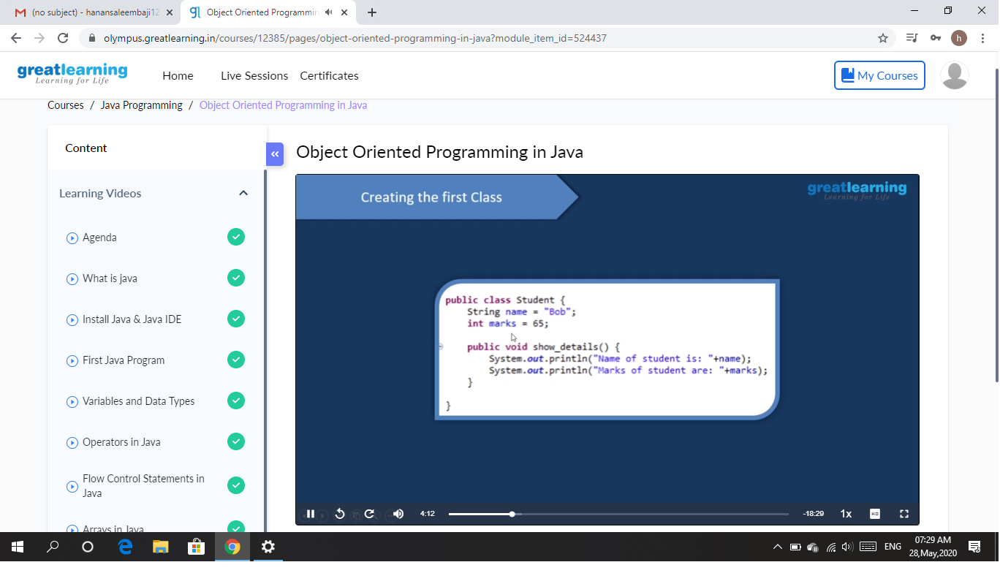 (no subject) - hanansaleembaji12
Object Oriented Programmin
olympus.greatlearning.in/courses/12385/pages/object-oriented-programming-in-java?module_item_id=524437
h
greatlearning
Learning for Life
Home Live Sessions Certificates
My Courses
Courses / Java Programming / Object Oriented Programming in Java
Content
Learning Videos
Agenda
What is java
Install Java & Java IDE
First Java Program
Variables and Data Types
Operators in Java
Flow Control Statements in
Java
Arrays in Java
Object Oriented Programming in Java
Creating the first Class
greatlearning
Learning for Life
public class Student {
String name = "Bob";
int marks = 65;
public void show_details() {
System.out.println("Name of student is: "+name);
System.out.println("Marks of student are: "+marks);
}
}
4:12
-18:29
1x
HD
ENG
07:29 AM
28,May,2020